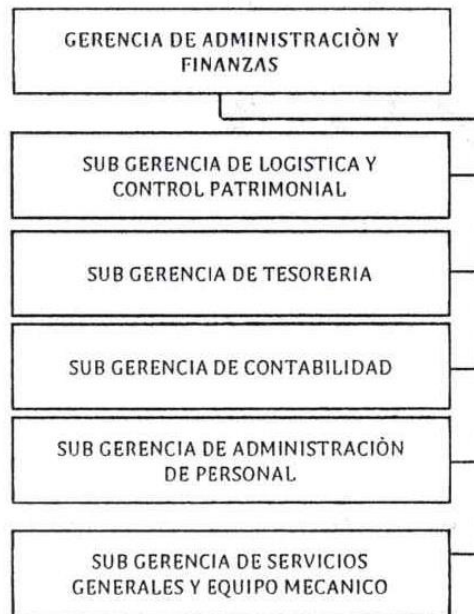 GERENCIA DE ADMINISTRACIÒN Y
FINANZAS
SUB GERENCIA DE LOGISTICA Y
CONTROL PATRIMONIAL
SUB GERENCIA DE TESORERIA
SUB GERENCIA DE CONTABILIDAD
SUB GERENCIA DE ADMINISTRACIÒN
DE PERSONAL
SUB GERENCIA DE SERVICIOS
GENERALES Y EQUIPO MECANICO